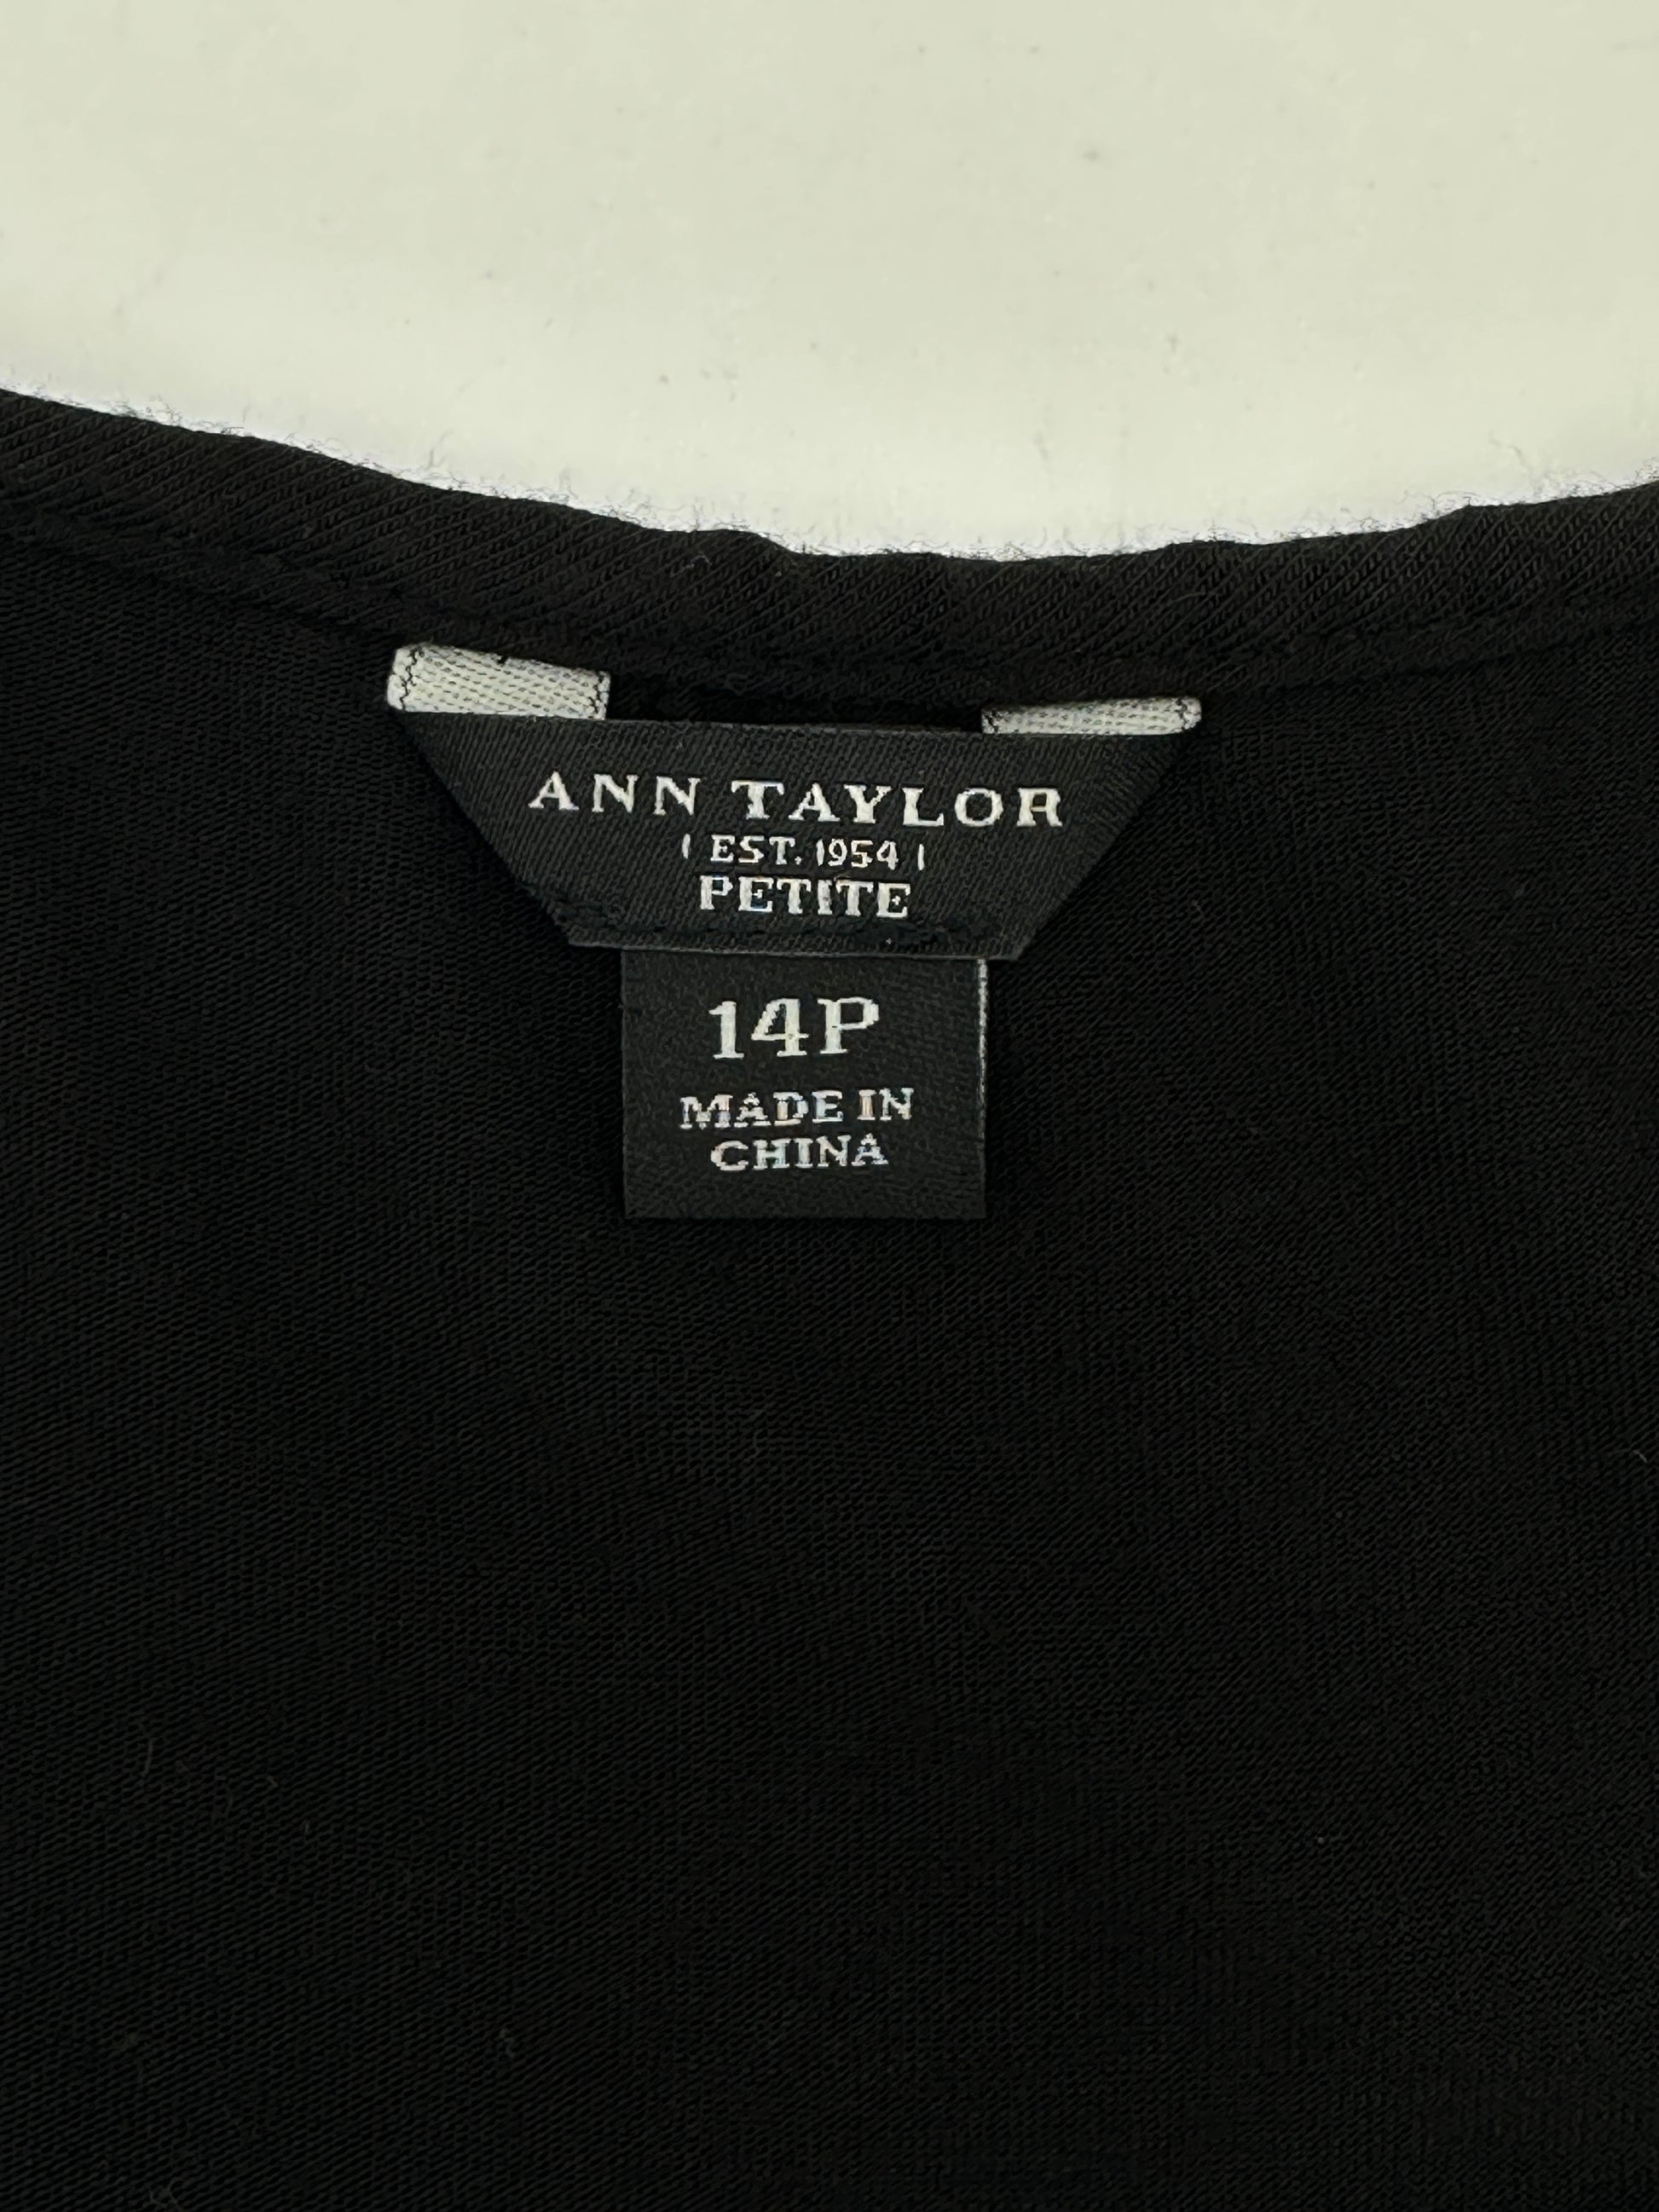 ANN TAYLOR
| EST. 1954 |
PETITE
14P
MADE IN
CHINA